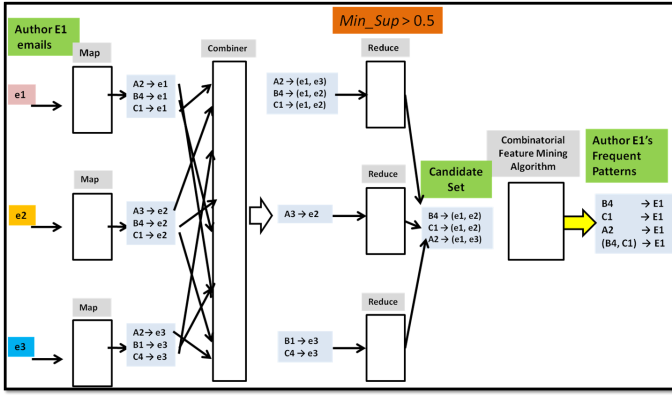 Min_Sup > 0.5
Author E1
emails
Map
Combiner
Reduce
e1
A2 → e1
B4 → e1
C1 → e1
A2 → (e1, e3)
B4 → (e1, e2)
C1 → (e1, e2)
Map
Reduce
Candidate
Set
Combinatorial
Feature Mining
Algorithm
Author E1's
Frequent
Patterns
e2
A3 → e2
B4 → e2
C1 → e2
A3 → e2
B4 → (e1, e2)
C1 → (e1, e2)
A2 → (e1, e3)
B4 → E1
C1 → E1
A2 → E1
(B4, C1) → E1
Map
Reduce
e3
A2 → e3
B1 → e3
C4 → e3
B1 → e3
C4 → e3